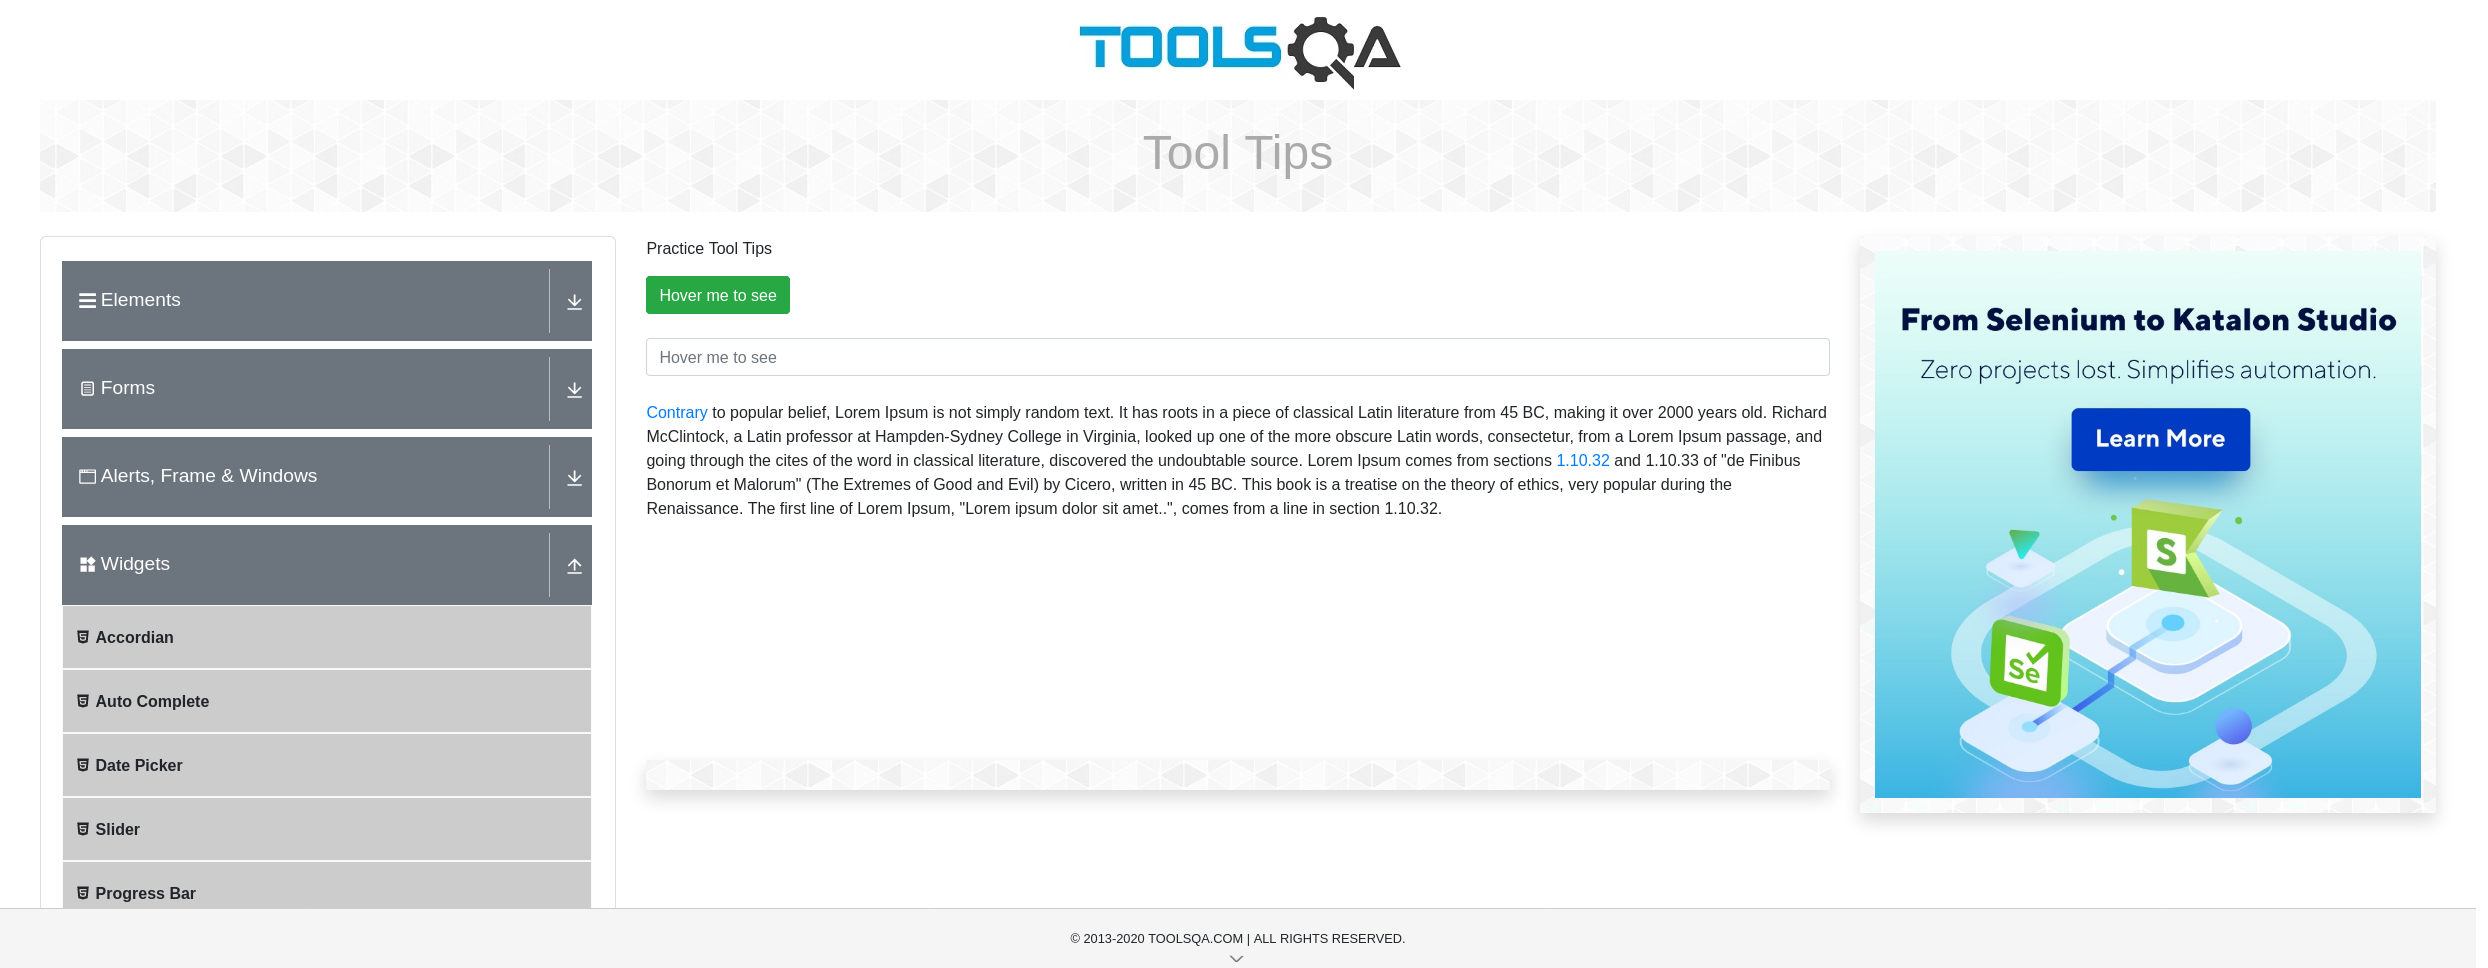 TOOLSQA
Tool Tips
Elements
Forms
Alerts, Frame & Windows
Widgets
Accordian
Auto Complete
Date Picker
Slider
Progress Bar
Practice Tool Tips
Hover me to see
Hover me to see
Contrary to popular belief, Lorem Ipsum is not simply random text. It has roots in a piece of classical Latin literature from 45 BC, making it over 2000 years old. Richard
McClintock, a Latin professor at Hampden-Sydney College in Virginia, looked up one of the more obscure Latin words, consectetur, from a Lorem Ipsum passage, and
going through the cites of the word in classical literature, discovered the undoubtable source. Lorem Ipsum comes from sections 1.10.32 and 1.10.33 of "de Finibus
Bonorum et Malorum" (The Extremes of Good and Evil) by Cicero, written in 45 BC. This book is a treatise on the theory of ethics, very popular during the
Renaissance. The first line of Lorem Ipsum, "Lorem ipsum dolor sit amet..", comes from a line in section 1.10.32.
From Selenium to Katalon Studio
Zero projects lost. Simplifies automation.
Learn More
S
Se
© 2013-2020 TOOLSQA.COM | ALL RIGHTS RESERVED.